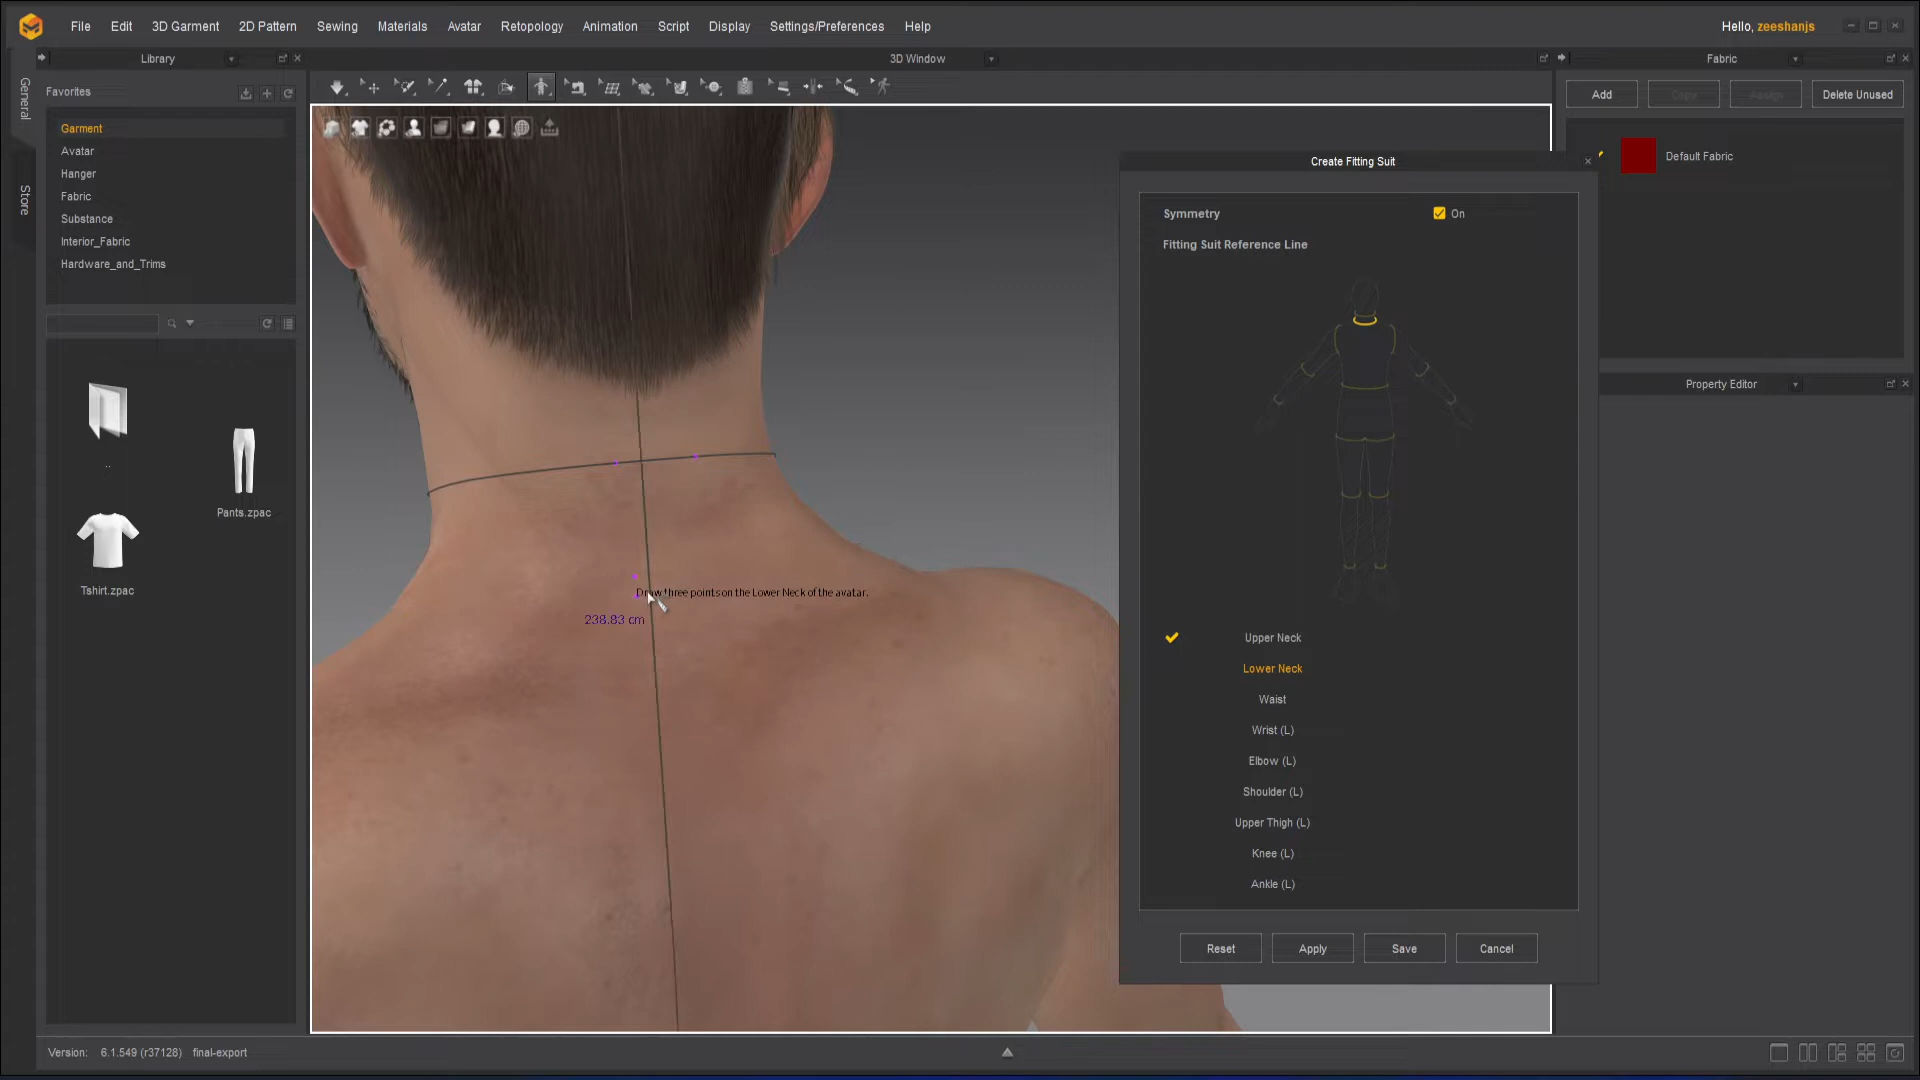 File Edit 3D Garment 2D Pattern Sewing Materials Avatar Retopology Animation Script Display Settings/Preferences Help
Hello, zeeshanjs
Library
3D Window
Fabric
General
Store
Favorites
Garment
Avatar
Hanger
Fabric
Substance
Interior_Fabric
Hardware_and_Trims
..
Pants.zpac
Tshirt.zpac
Draw three points on the Lower Neck of the avatar.
238.83 cm
Create Fitting Suit
Symmetry
On
Fitting Suit Reference Line
Upper Neck
Lower Neck
Waist
Wrist (L)
Elbow (L)
Shoulder (L)
Upper Thigh (L)
Knee (L)
Ankle (L)
Reset Apply Save Cancel
Add Copy Assign Delete Unused
Default Fabric
Property Editor
Version: 6.1.549 (r37128) final-export